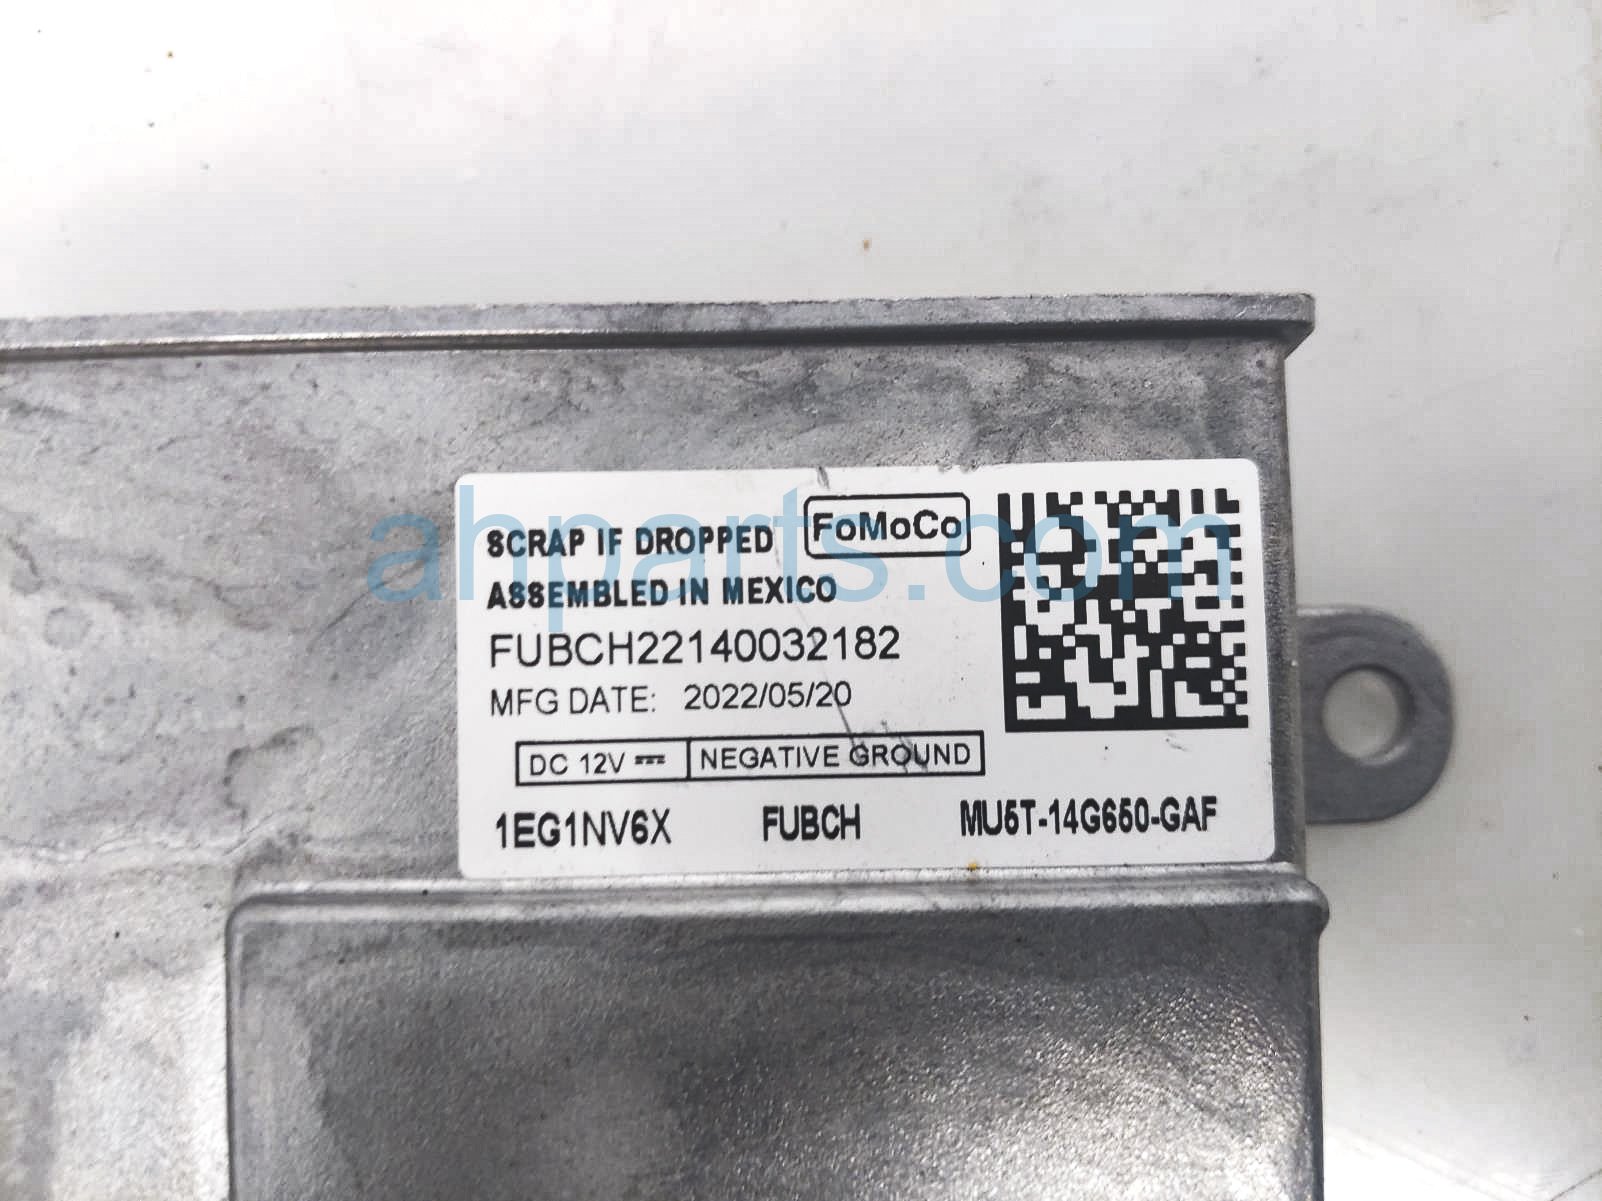 SCRAP IF DROPPED FoMoCo
ASSEMBLED IN MEXICO
FUBCH22140032182
MFG DATE: 2022/05/20
DC 12V ⎓ NEGATIVE GROUND
1EG1NV6X FUBCH MU5T-14G650-GAF
ahparts.com